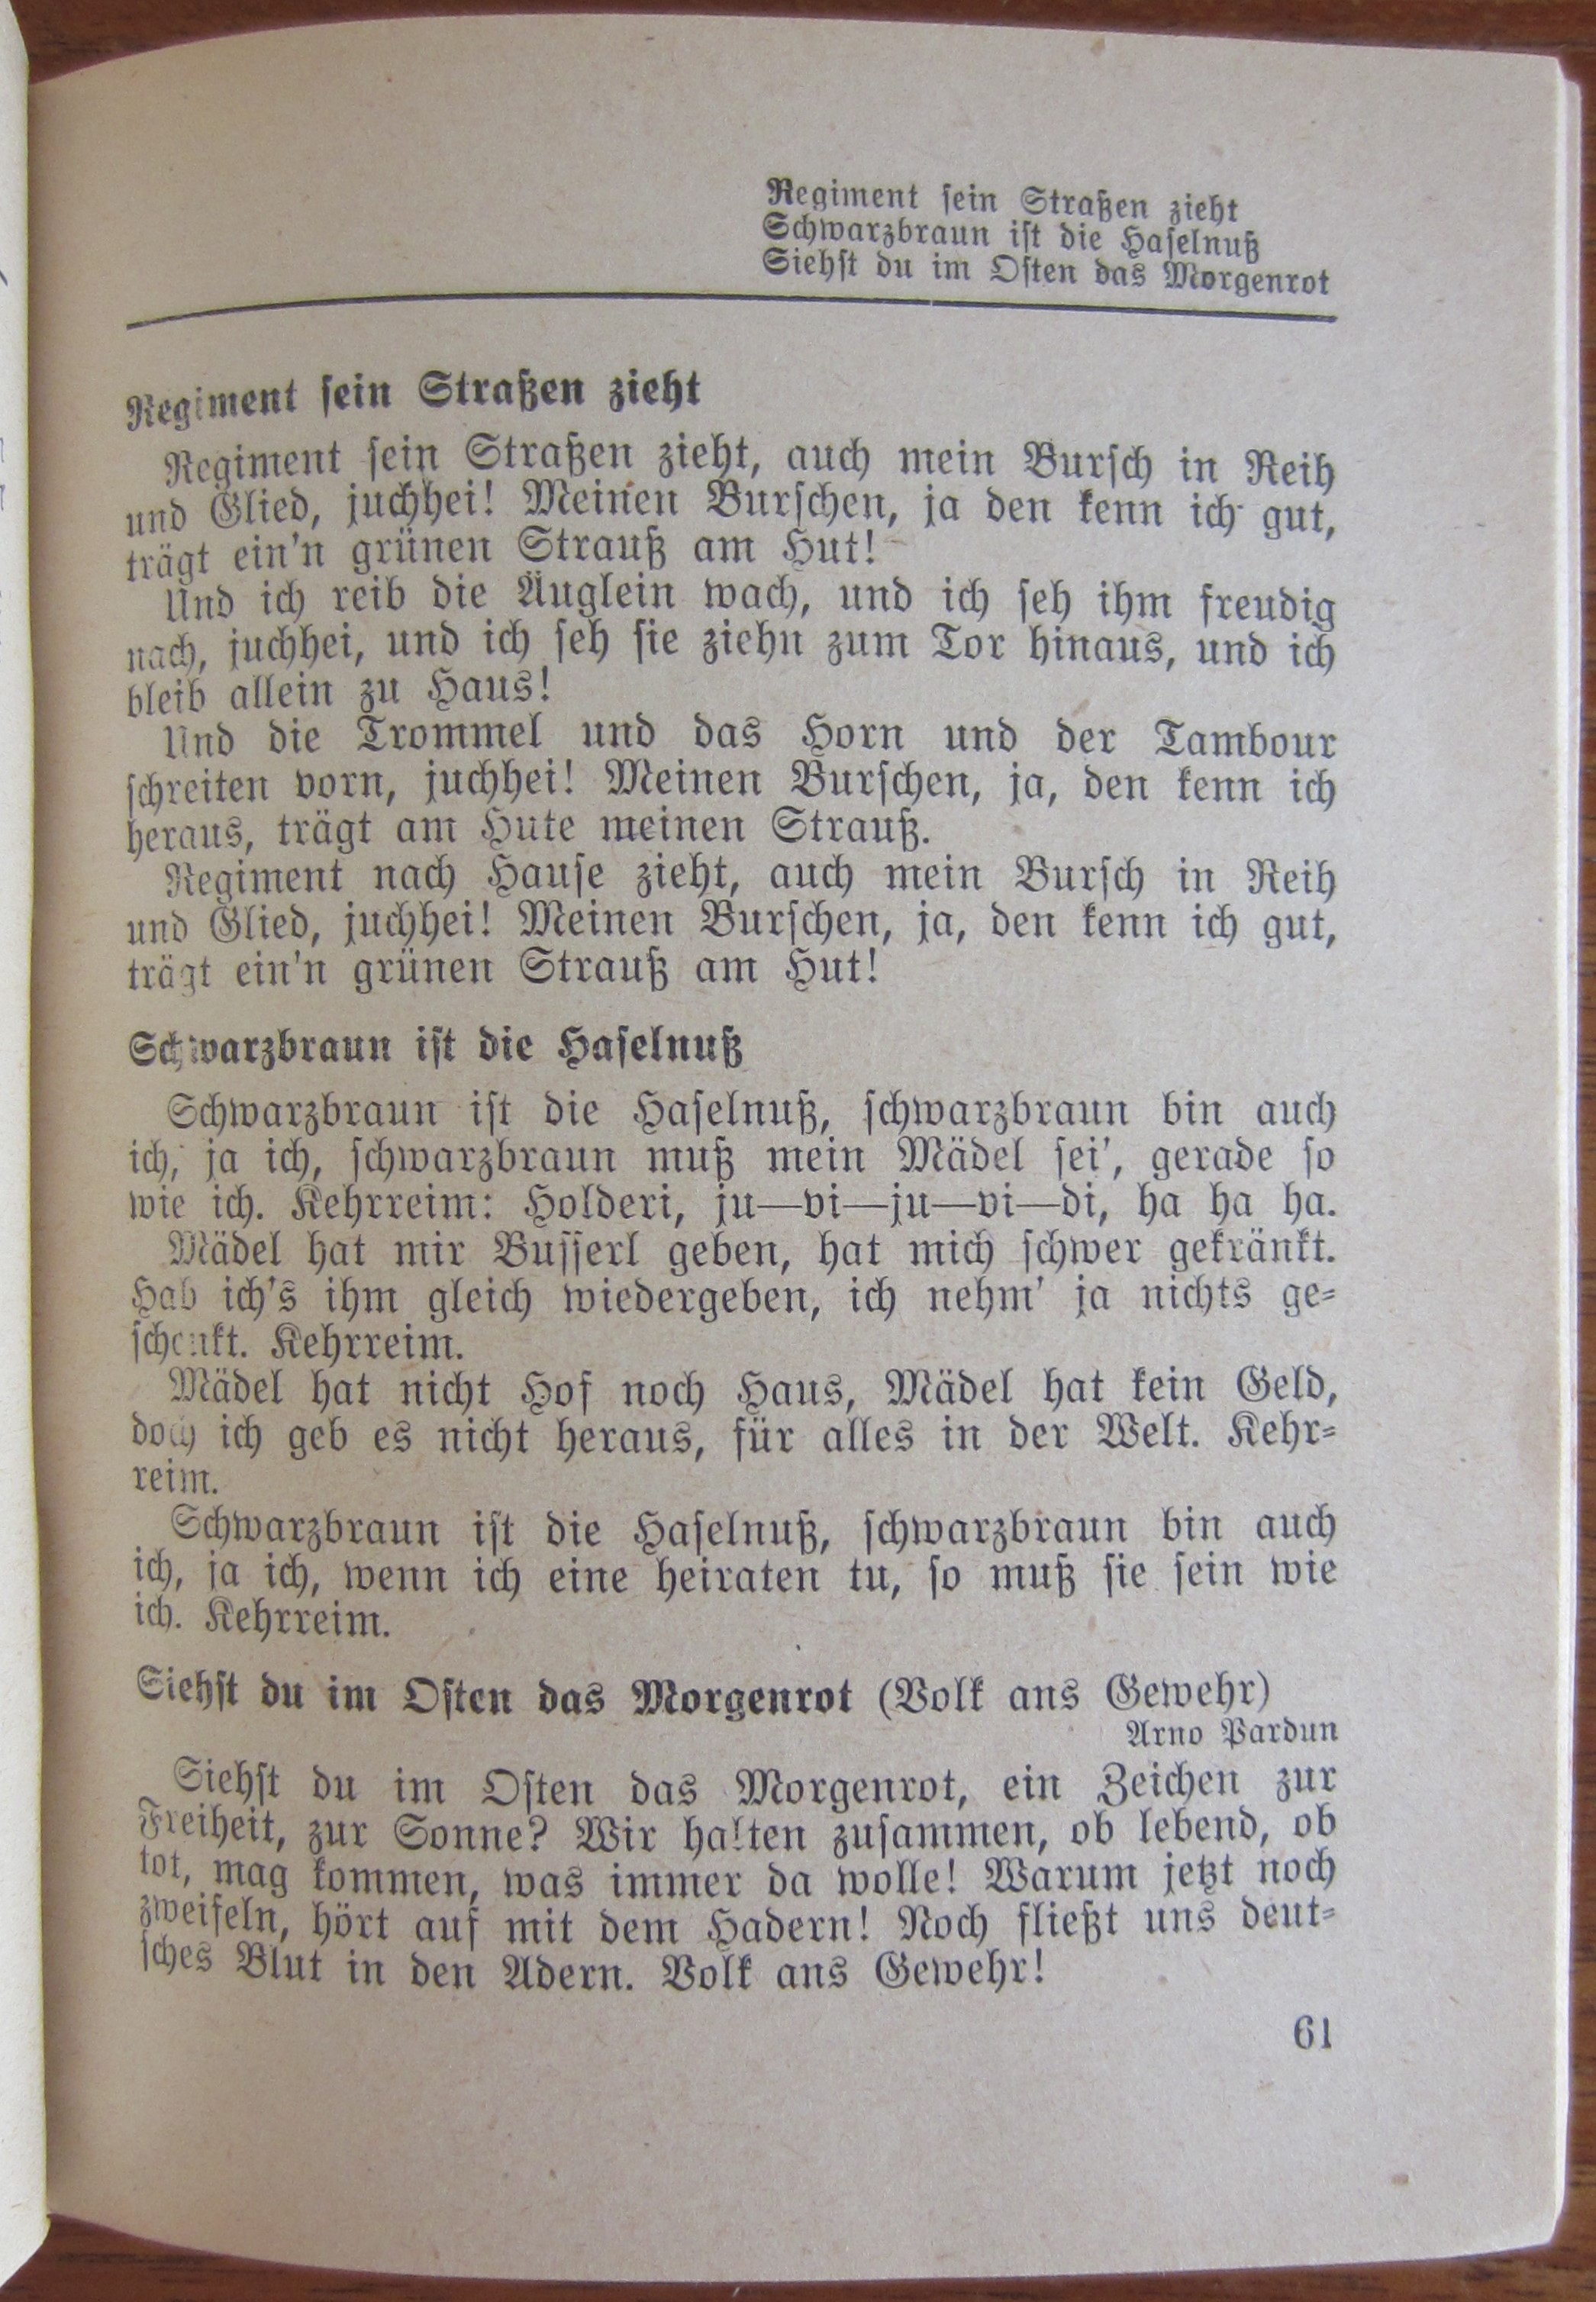 Regiment sein Straßen zieht
Schwarzbraun ist die Haselnuß
Siehst du im Osten das Morgenrot
Regiment sein Straßen zieht
Regiment sein Straßen zieht, auch mein Bursch in Reih
und Glied, juchhei! Meinen Burschen, ja den kenn ich gut,
trägt ein'n grünen Strauß am Hut!
Und ich reib die Äuglein wach, und ich seh ihm freudig
nach, juchhei, und ich seh sie ziehn zum Tor hinaus, und ich
bleib allein zu Haus!
Und die Trommel und das Horn und der Tambour
schreiten vorn, juchhei! Meinen Burschen, ja, den kenn ich
heraus, trägt am Hute meinen Strauß.
Regiment nach Hause zieht, auch mein Bursch in Reih
und Glied, juchhei! Meinen Burschen, ja, den kenn ich gut,
trägt ein'n grünen Strauß am Hut!
Schwarzbraun ist die Haselnuß
Schwarzbraun ist die Haselnuß, schwarzbraun bin auch
ich, ja ich, schwarzbraun muß mein Mädel sei', gerade so
wie ich. Kehrreim: Holderi, ju—vi—ju—vi—di, ha ha ha.
Mädel hat mir Busserl geben, hat mich schwer gekränkt.
Hab ich's ihm gleich wiedergeben, ich nehm' ja nichts ge-
schenkt. Kehrreim.
Mädel hat nicht Hof noch Haus, Mädel hat kein Geld,
doch ich geb es nicht heraus, für alles in der Welt. Kehr-
reim.
Schwarzbraun ist die Haselnuß, schwarzbraun bin auch
ich, ja ich, wenn ich eine heiraten tu, so muß sie sein wie
ich. Kehrreim.
Siehst du im Osten das Morgenrot (Volk ans Gewehr)
Arno Pardun
Siehst du im Osten das Morgenrot, ein Zeichen zur
Freiheit, zur Sonne? Wir halten zusammen, ob lebend, ob
tot, mag kommen, was immer da wolle! Warum jetzt noch
zweifeln, hört auf mit dem Hadern! Noch fließt uns deut-
sches Blut in den Adern. Volk ans Gewehr!
61